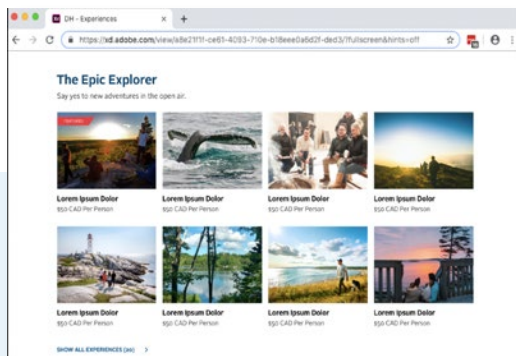 DH - Experiences
https://xd.adobe.com/view/a8e21f1f-ce61-4093-710e-b18eee0a6d2f-ded3/?fullscreen&hints=off
The Epic Explorer
Say yes to new adventures in the open air.
FEATURED
Lorem Ipsum Dolor
Lorem Ipsum Dolor
Lorem Ipsum Dolor
Lorem Ipsum Dolor
$50 CAD Per Person
$50 CAD Per Person
$50 CAD Per Person
$50 CAD Per Person
Lorem Ipsum Dolor
Lorem Ipsum Dolor
Lorem Ipsum Dolor
Lorem Ipsum Dolor
$50 CAD Per Person
$50 CAD Per Person
$50 CAD Per Person
$50 CAD Per Person
SHOW ALL EXPERIENCES (20)